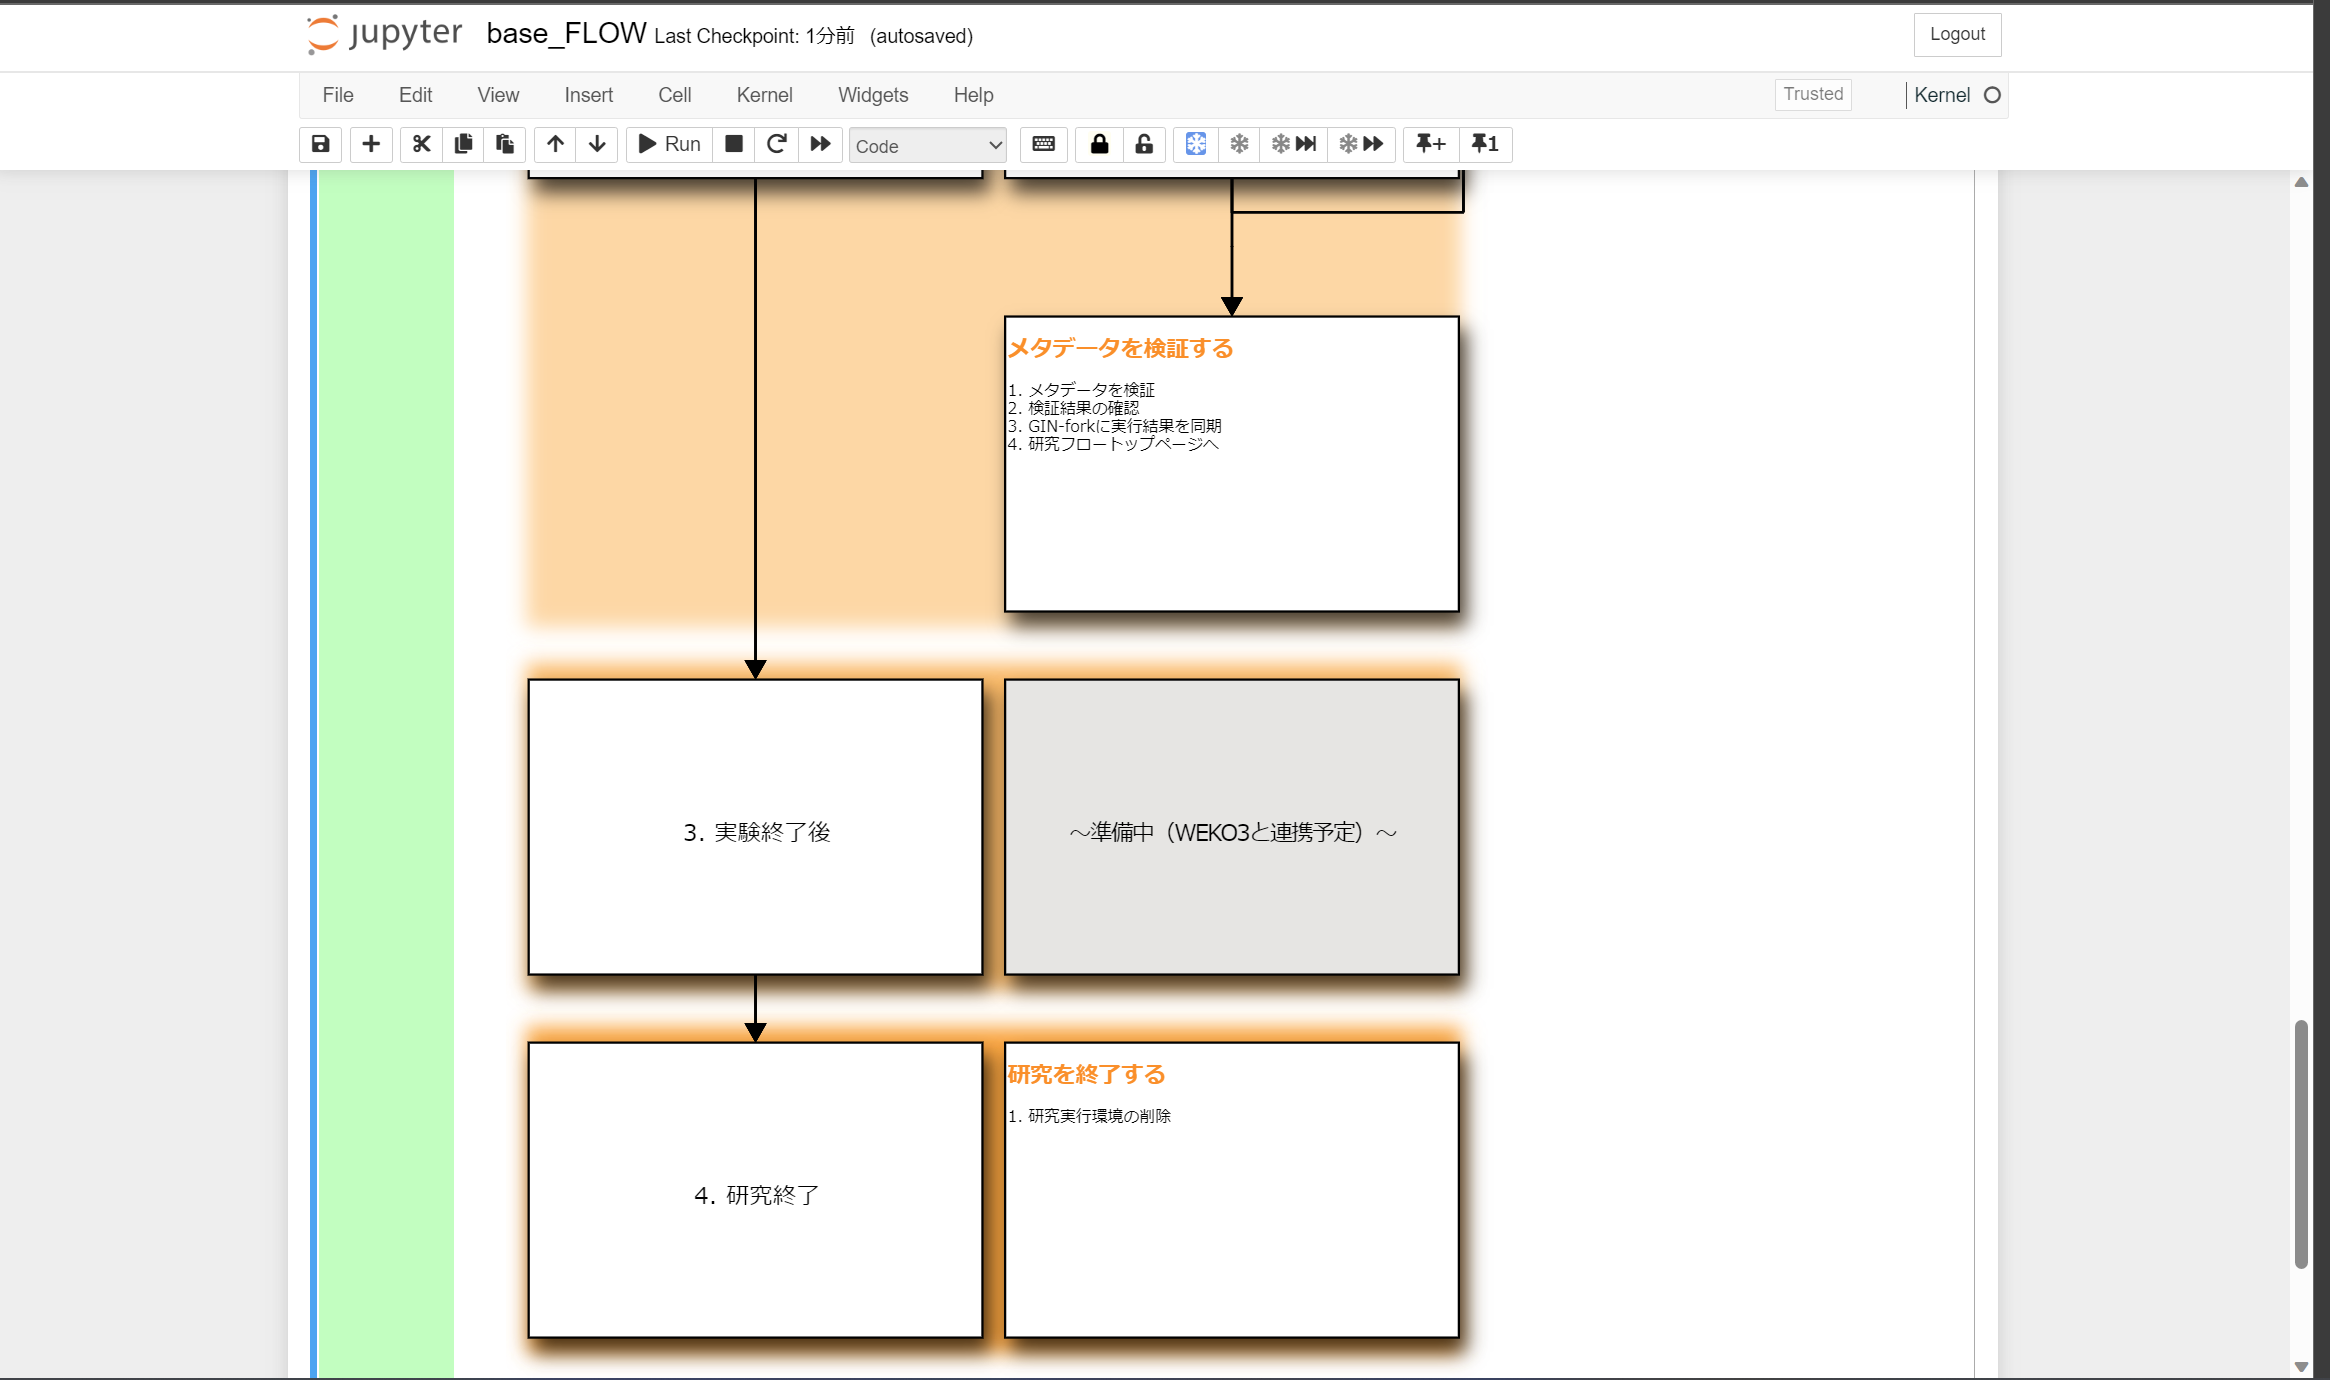 jupyter base_FLOW Last Checkpoint: 1分前 (autosaved)
Logout
File Edit View Insert Cell Kernel Widgets Help
Trusted
Kernel
Run
Code
1
メタデータを検証する
1. メタデータを検証
2. 検証結果の確認
3. GIN-forkに実行結果を同期
4. 研究フロートップページへ
3. 実験終了後
～準備中（WEKO3と連携予定）～
4. 研究終了
研究を終了する
1. 研究実行環境の削除